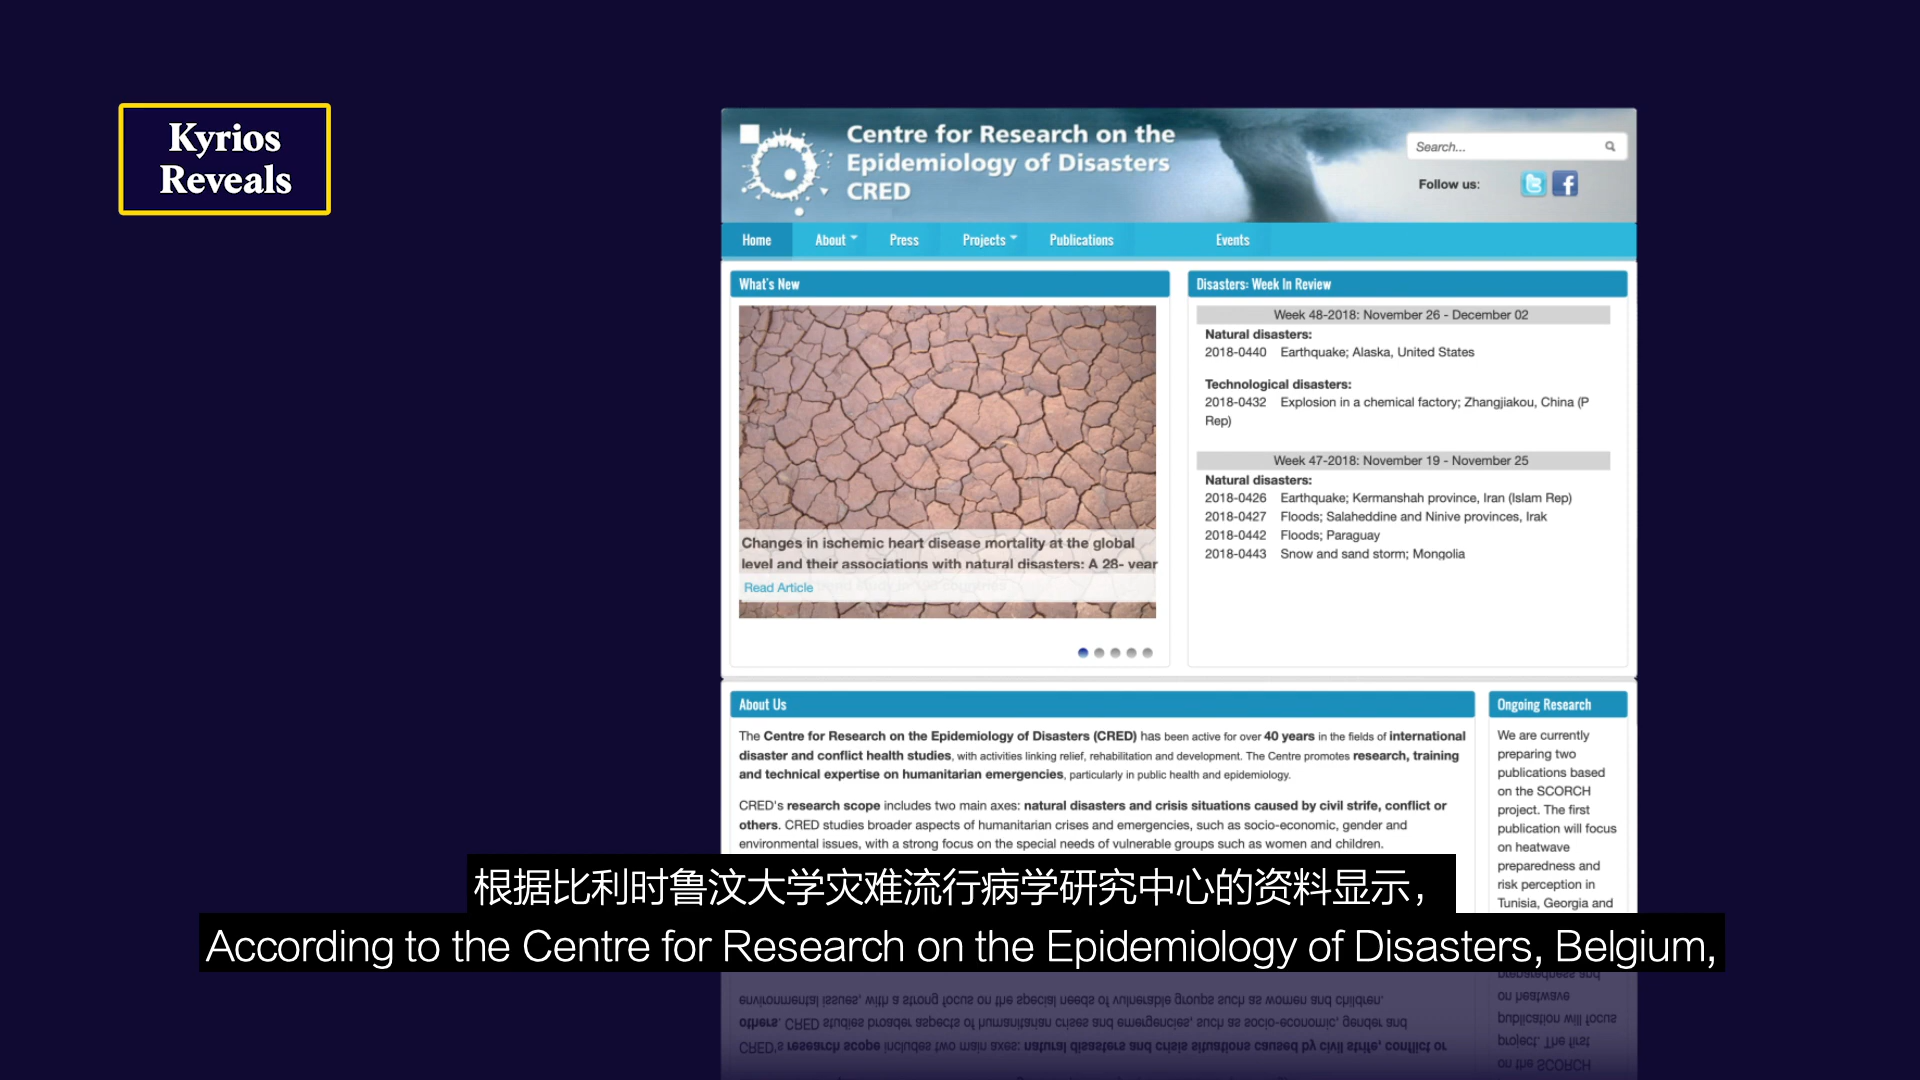 Kyrios
Reveals
Centre for Research on the
Epidemiology of Disasters
CRED
Search...
Follow us:
Home About Press Projects Publications Events
What's New
Changes in ischemic heart disease mortality at the global
level and their associations with natural disasters: A 28- year
Read Article
Disasters: Week In Review
Week 48-2018: November 26 - December 02
Natural disasters:
2018-0440 Earthquake; Alaska, United States
Technological disasters:
2018-0432 Explosion in a chemical factory; Zhangjiakou, China (P
Rep)
Week 47-2018: November 19 - November 25
Natural disasters:
2018-0426 Earthquake; Kermanshah province, Iran (Islam Rep)
2018-0427 Floods; Salaheddine and Ninive provinces, Irak
2018-0442 Floods; Paraguay
2018-0443 Snow and sand storm; Mongolia
About Us
The Centre for Research on the Epidemiology of Disasters (CRED) has been active for over 40 years in the fields of international
disaster and conflict health studies, with activities linking relief, rehabilitation and development. The Centre promotes research, training
and technical expertise on humanitarian emergencies, particularly in public health and epidemiology.
CRED's research scope includes two main axes: natural disasters and crisis situations caused by civil strife, conflict or
others. CRED studies broader aspects of humanitarian crises and emergencies, such as socio-economic, gender and
environmental issues, with a strong focus on the special needs of vulnerable groups such as women and children.
Ongoing Research
We are currently
preparing two
publications based
on the SCORCH
project. The first
publication will focus
on heatwave
preparedness and
risk perception in
Tunisia, Georgia and
根据比利时鲁汶大学灾难流行病学研究中心的资料显示，
According to the Centre for Research on the Epidemiology of Disasters, Belgium,